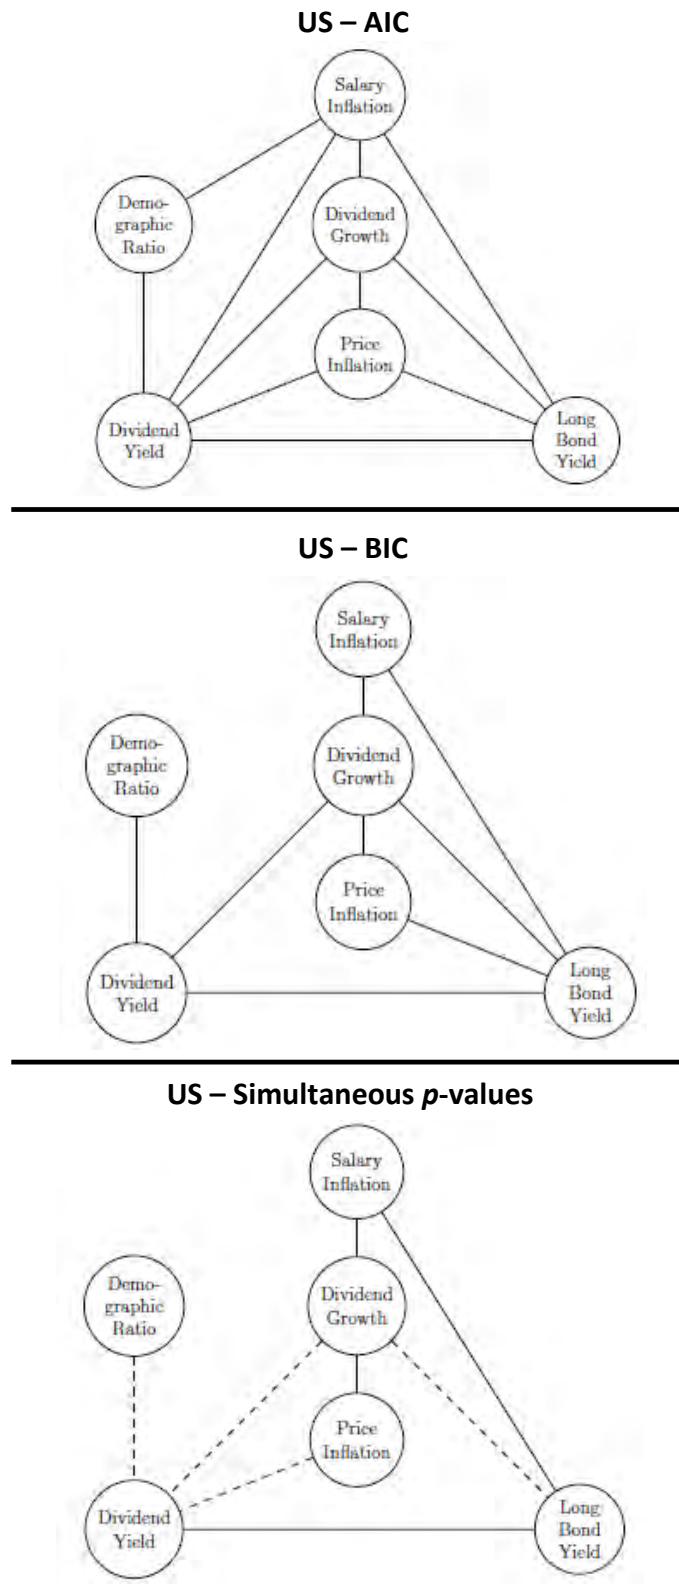 US – AIC
Salary
Inflation
Demo-
graphic
Ratio
Dividend
Growth
Price
Inflation
Dividend
Yield
Long
Bond
Yield
US – BIC
Salary
Inflation
Demo-
graphic
Ratio
Dividend
Growth
Price
Inflation
Dividend
Yield
Long
Bond
Yield
US – Simultaneous p-values
Salary
Inflation
Demo-
graphic
Ratio
Dividend
Growth
Price
Inflation
Dividend
Yield
Long
Bond
Yield